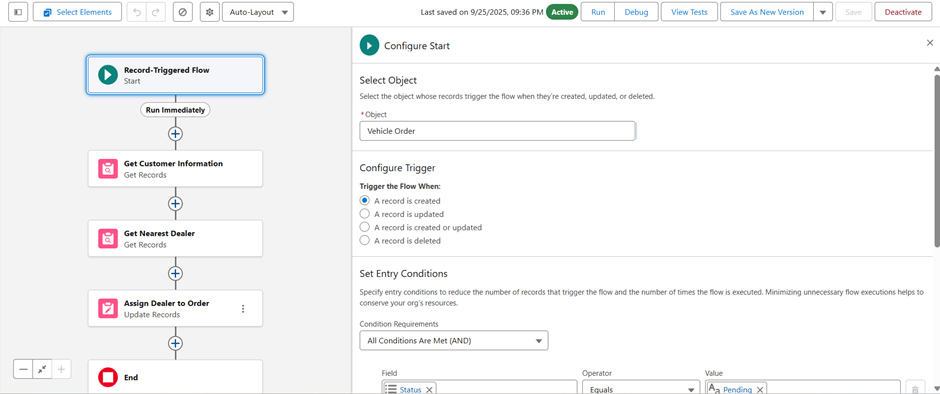 Select Elements
Auto-Layout
Last saved on 9/25/2025, 09:36 PM Active
Run
Debug
View Tests
Save As New Version
Save
Deactivate
Record-Triggered Flow
Start
Run Immediately
Get Customer Information
Get Records
Get Nearest Dealer
Get Records
Assign Dealer to Order
Update Records
End
Configure Start
Select Object
Select the object whose records trigger the flow when they're created, updated, or deleted.
* Object
Vehicle Order
Configure Trigger
Trigger the Flow When:
A record is created
A record is updated
A record is created or updated
A record is deleted
Set Entry Conditions
Specify entry conditions to reduce the number of records that trigger the flow and the number of times the flow is executed. Minimizing unnecessary flow executions helps to
conserve your org's resources.
Condition Requirements
All Conditions Are Met (AND)
Field Operator Value
Status Equals Aa Pending